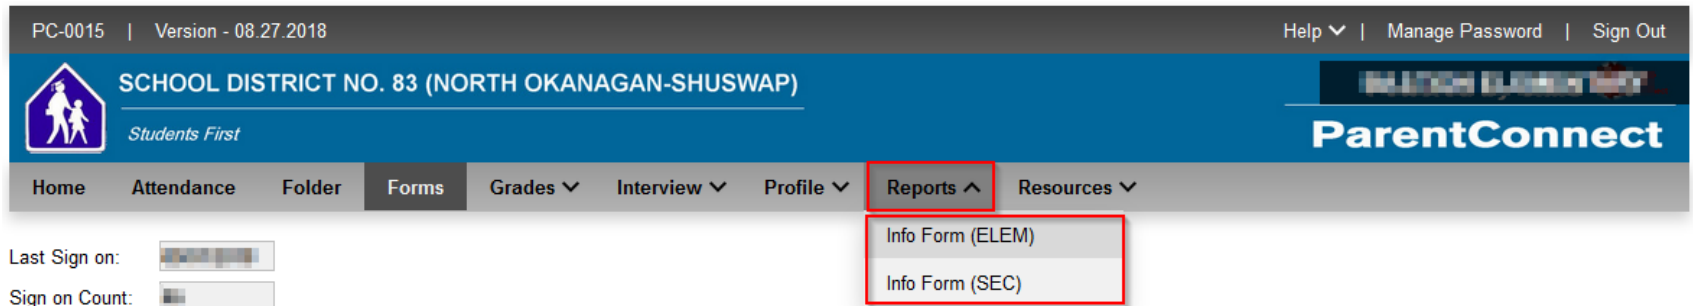 PC-0015 | Version - 08.27.2018 Help | Manage Password | Sign Out
SCHOOL DISTRICT NO. 83 (NORTH OKANAGAN-SHUSWAP)
Students First
ParentConnect
Home Attendance Folder Forms Grades Interview Profile Reports Resources
Info Form (ELEM)
Info Form (SEC)
Last Sign on:
Sign on Count: